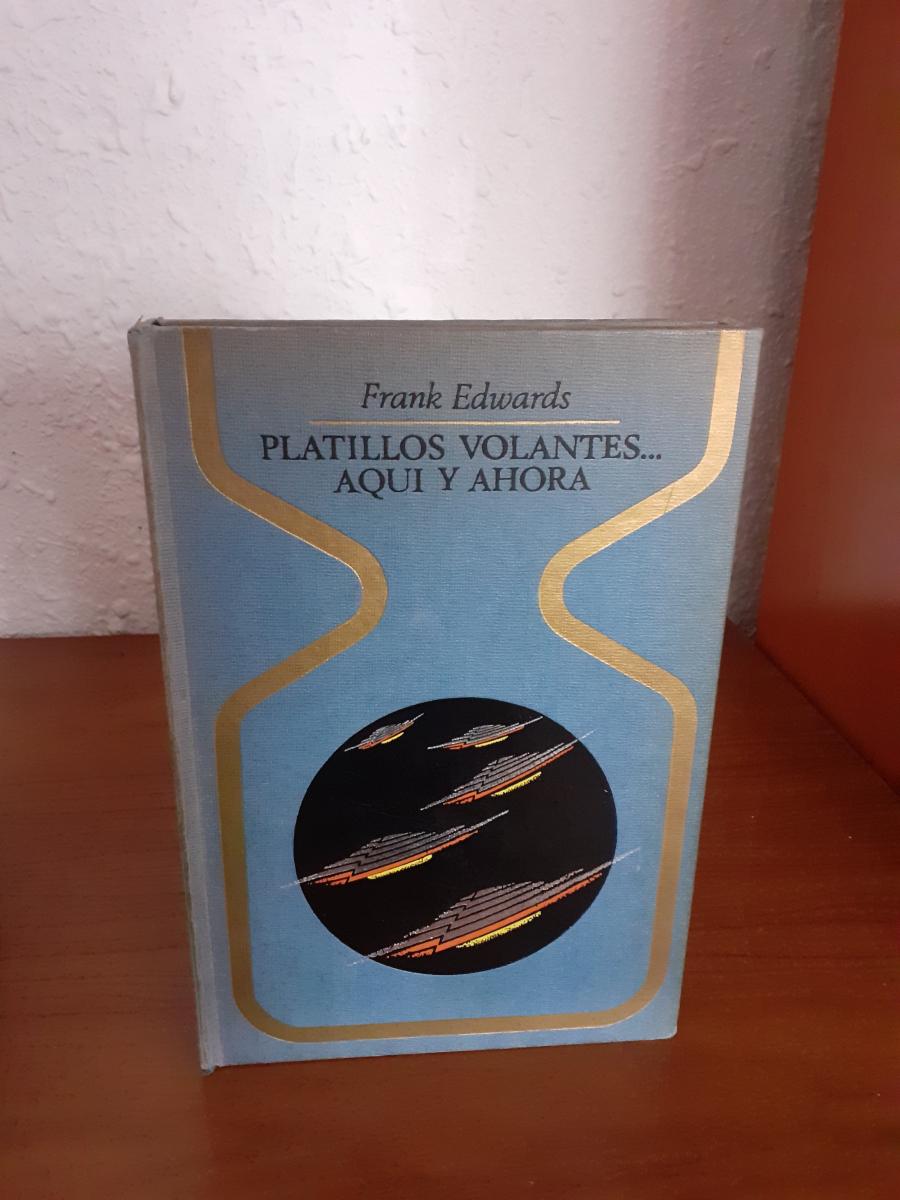 Frank Edwards
PLATILLOS VOLANTES...
AQUI Y AHORA